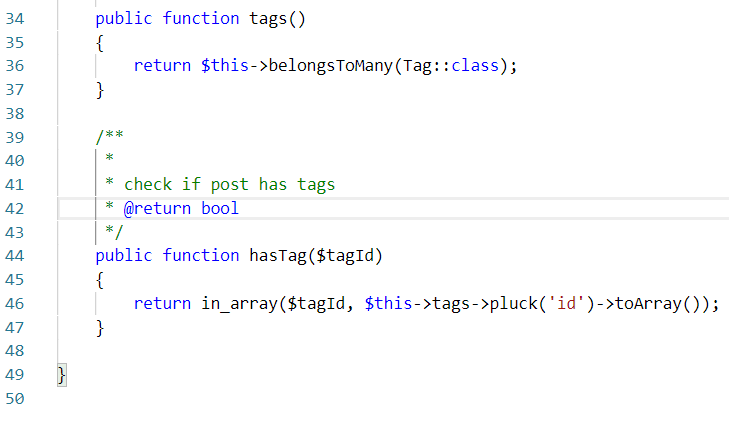 34 public function tags()
35 {
36 return $this->belongsToMany(Tag::class);
37 }
38
39 /**
40 *
41 * check if post has tags
42 * @return bool
43 */
44 public function hasTag($tagId)
45 {
46 return in_array($tagId, $this->tags->pluck('id')->toArray());
47 }
48
49 }
50